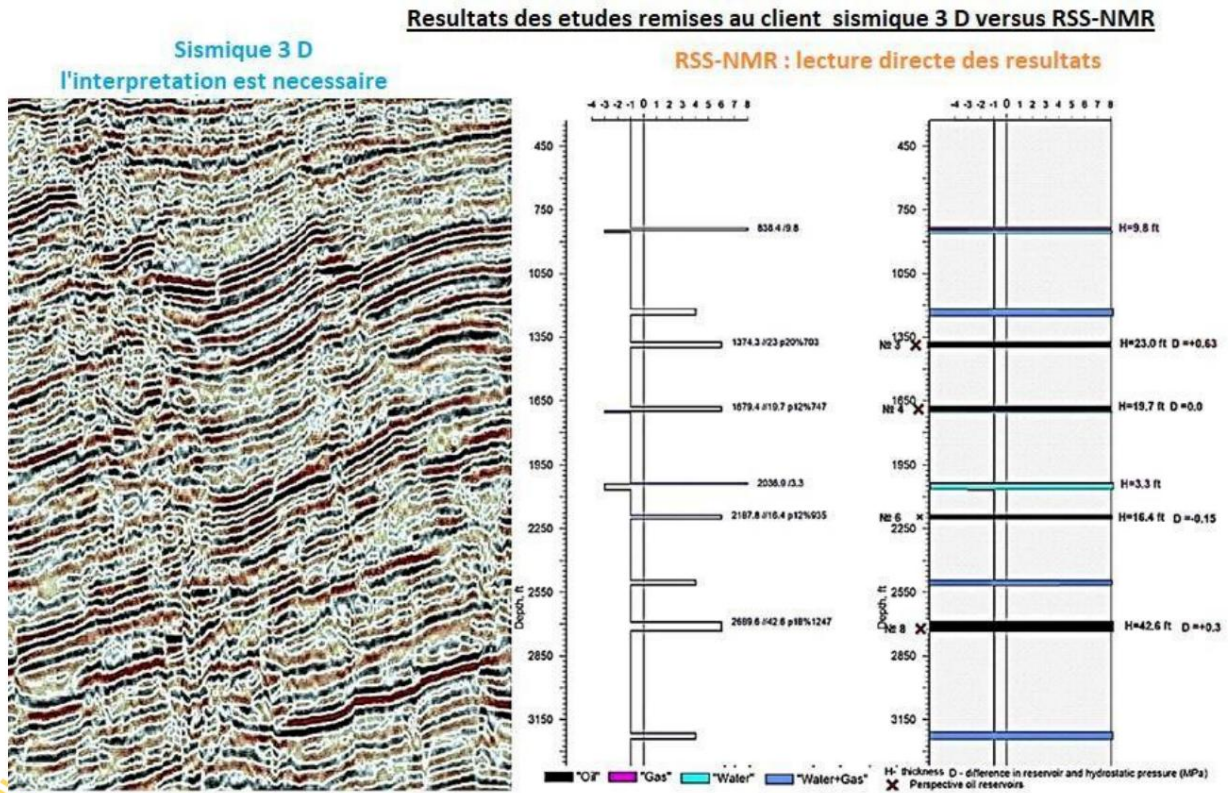 Resultats des etudes remises au client sismique 3 D versus RSS-NMR
Sismique 3 D
l'interpretation est necessaire
RSS-NMR : lecture directe des resultats
-4 -3 -2 -1 0 1 2 3 4 6 7 8
450
750
838.4 /9.8
1050
1350
1374.3 //23 p20%703
1650
1679.4 //19.7 p12%747
1950
2036.0 /3.3
2187.8 //16.4 p12%935
2250
2550
2689.6 //42.6 p18%1247
2850
3150
Depth, ft
-4 -3 -2 -1 0 1 2 3 4 5 6 7 8
450
750
H=9.8 ft
1050
1350
№ 3
H=23.0 ft D =+0.63
1650
№ 4
H=19.7 ft D =0.0
1950
H=3.3 ft
№ 6
H=16.4 ft D =-0.15
2250
2550
№ 8
H=42.6 ft D =+0.3
2850
3150
Depth, ft
"Oil" "Gas" "Water" "Water+Gas"
H- thickness D - difference in reservoir and hydrostatic pressure (MPa)
Perspective oil reservoirs